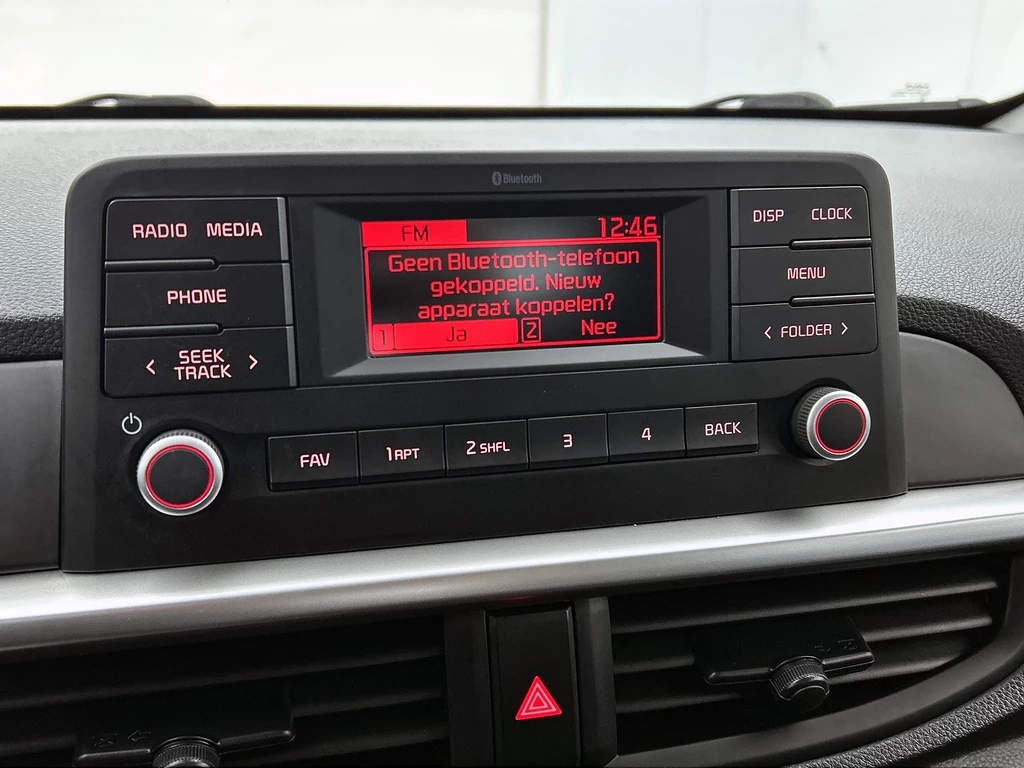 Bluetooth
RADIO MEDIA
PHONE
< SEEK TRACK >
FM 12:46
Geen Bluetooth-telefoon
gekoppeld. Nieuw
apparaat koppelen?
1 Ja 2 Nee
DISP CLOCK
MENU
< FOLDER >
FAV 1 RPT 2 SHFL 3 4 BACK